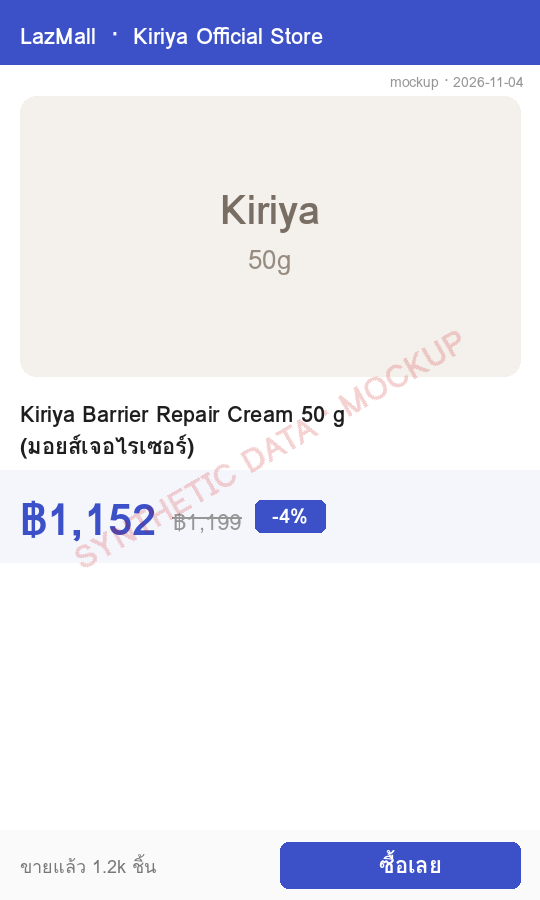 LazMall · Kiriya Official Store
mockup · 2026-11-04
Kiriya
50g
Kiriya Barrier Repair Cream 50 g
(มอยส์เจอไรเซอร์)
฿1,152 ฿1,199 -4%
SYNTHETIC DATA · MOCKUP
ขายแล้ว 1.2k ชิ้น ซื้อเลย